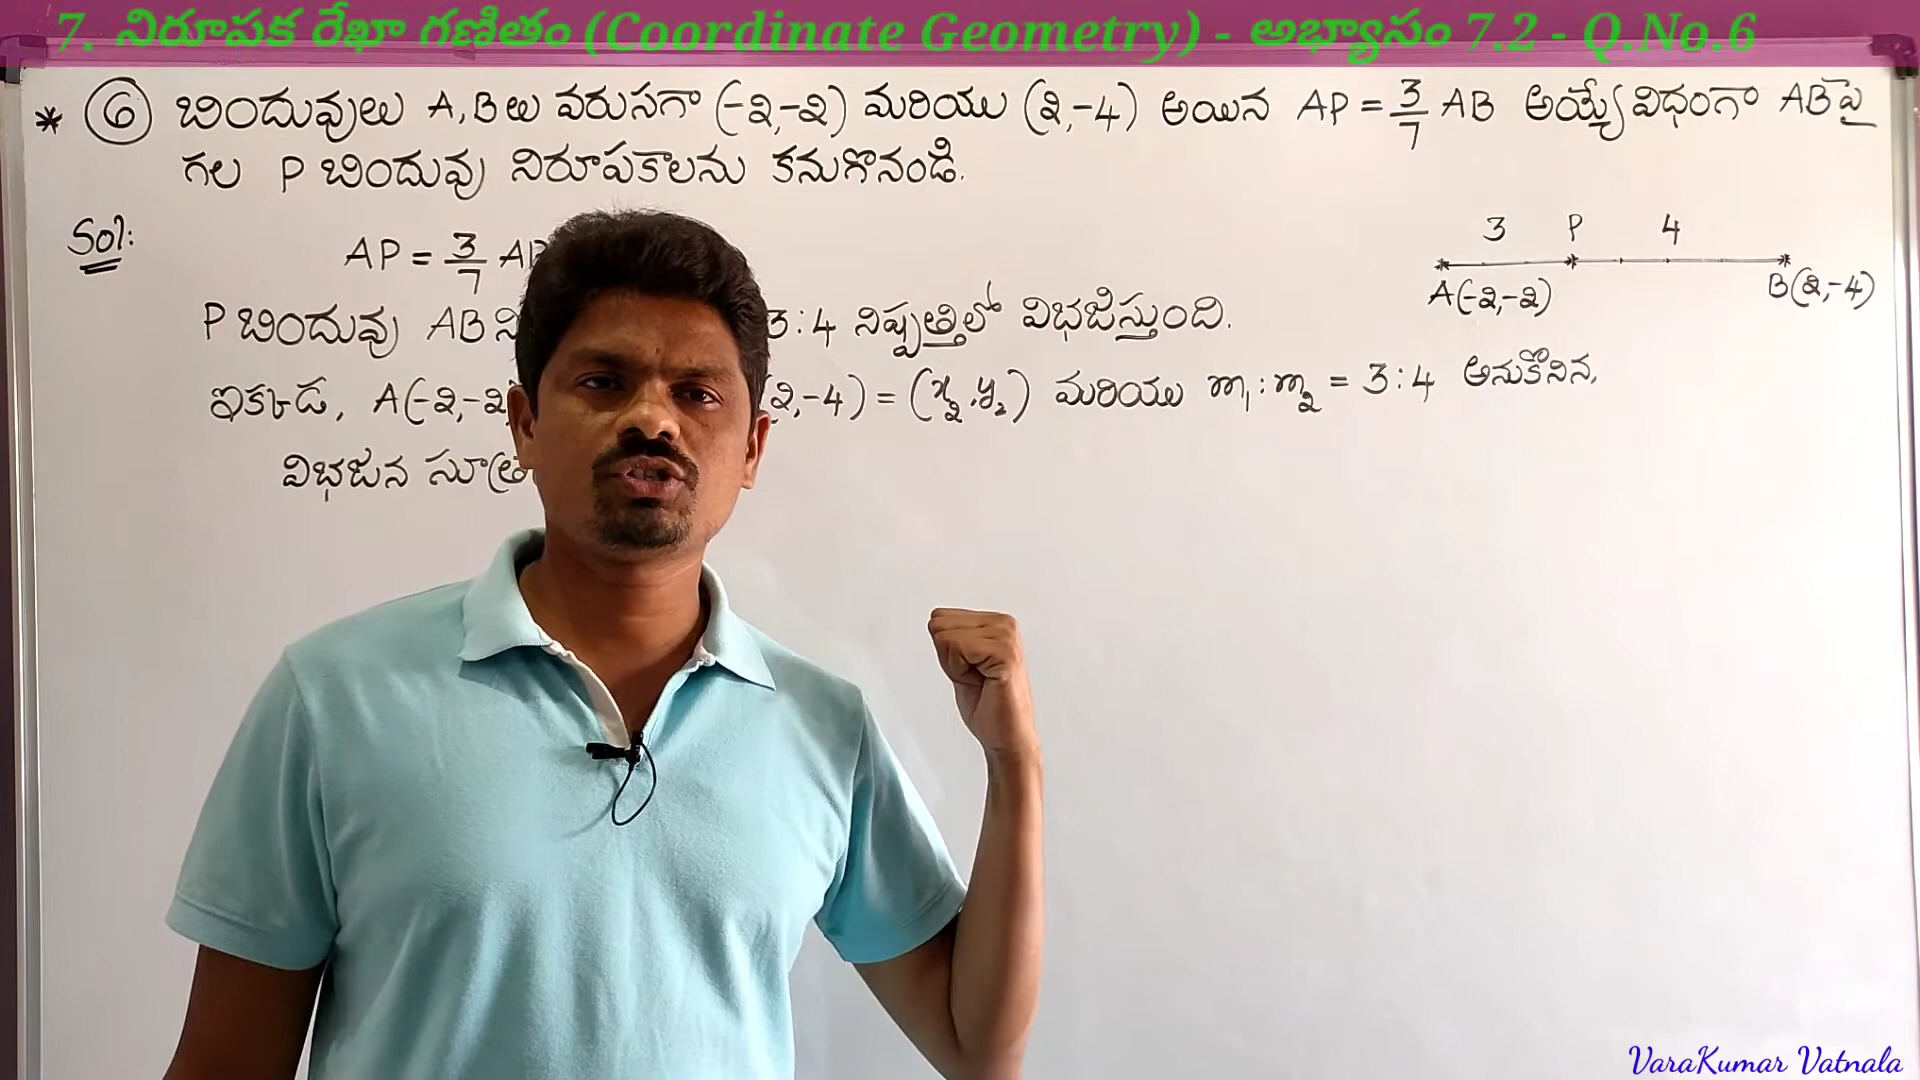 7. నిరూపక రేఖా గణితం (Coordinate Geometry) - అభ్యాసం 7.2 - Q.No.6
* 6 బిందువులు A, B లు వరుసగా (-2,-2) మరియు (2,-4) అయిన AP = 3/7 AB అయ్యే విధంగా AB పై
గల P బిందువు నిరూపకాలను కనుగొనండి.
Sol:
AP = 3/7
3 P 4
A(-2,-2) B(2,-4)
P బిందువు AB 3:4 నిష్పత్తిలో విభజిస్తుంది.
ఇక్కడ, A(-2,-2 (2,-4) = (x₂,y₂) మరియు m₁:m₂ = 3:4 అనుకొనిన,
విభజన
VaraKumar Vatnala